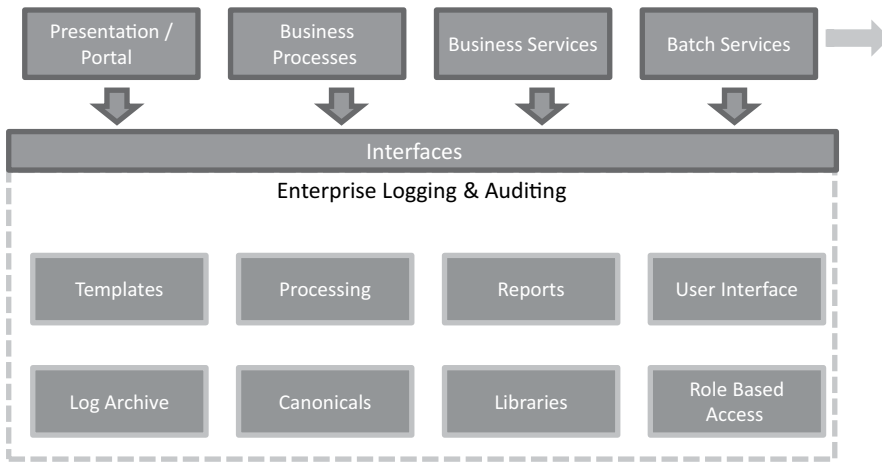 Presentation /
Portal
Business
Processes
Business Services
Batch Services
Interfaces
Enterprise Logging & Auditing
Templates
Processing
Reports
User Interface
Log Archive
Canonicals
Libraries
Role Based
Access